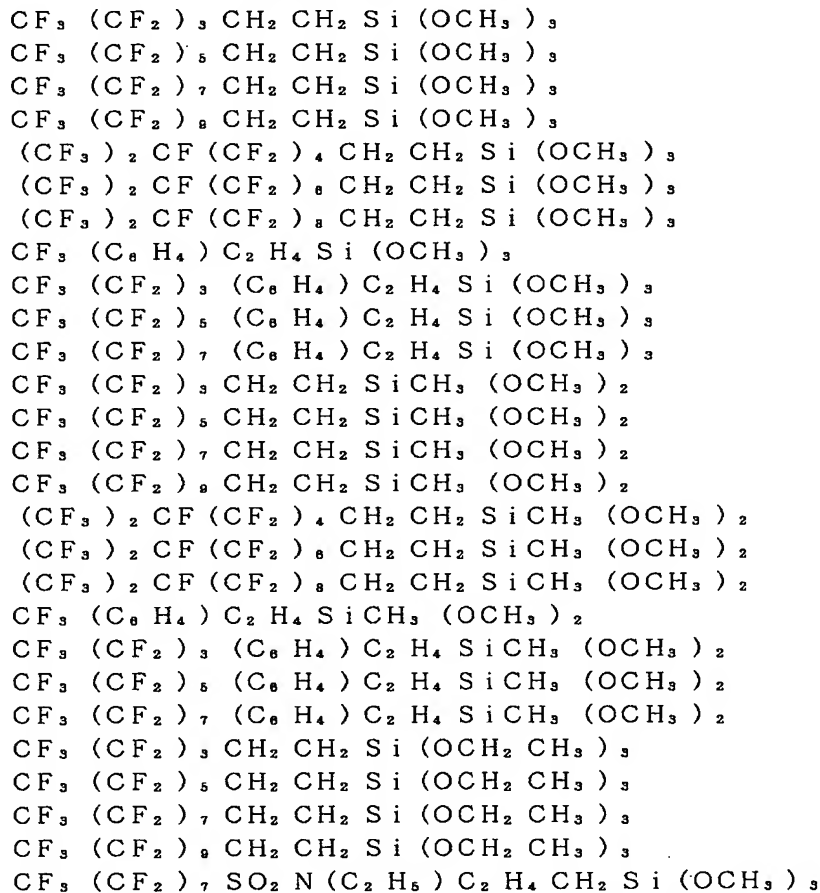 CF₃ (CF₂)₃ CH₂ CH₂ Si (OCH₃)₃
CF₃ (CF₂)₅ CH₂ CH₂ Si (OCH₃)₃
CF₃ (CF₂)₇ CH₂ CH₂ Si (OCH₃)₃
CF₃ (CF₂)₉ CH₂ CH₂ Si (OCH₃)₃
(CF₃)₂ CF (CF₂)₄ CH₂ CH₂ Si (OCH₃)₃
(CF₃)₂ CF (CF₂)₆ CH₂ CH₂ Si (OCH₃)₃
(CF₃)₂ CF (CF₂)₈ CH₂ CH₂ Si (OCH₃)₃
CF₃ (C₆ H₄) C₂ H₄ Si (OCH₃)₃
CF₃ (CF₂)₃ (C₆ H₄) C₂ H₄ Si (OCH₃)₃
CF₃ (CF₂)₅ (C₆ H₄) C₂ H₄ Si (OCH₃)₃
CF₃ (CF₂)₇ (C₆ H₄) C₂ H₄ Si (OCH₃)₃
CF₃ (CF₂)₃ CH₂ CH₂ SiCH₃ (OCH₃)₂
CF₃ (CF₂)₅ CH₂ CH₂ SiCH₃ (OCH₃)₂
CF₃ (CF₂)₇ CH₂ CH₂ SiCH₃ (OCH₃)₂
CF₃ (CF₂)₉ CH₂ CH₂ SiCH₃ (OCH₃)₂
(CF₃)₂ CF (CF₂)₄ CH₂ CH₂ SiCH₃ (OCH₃)₂
(CF₃)₂ CF (CF₂)₆ CH₂ CH₂ SiCH₃ (OCH₃)₂
(CF₃)₂ CF (CF₂)₈ CH₂ CH₂ SiCH₃ (OCH₃)₂
CF₃ (C₆ H₄) C₂ H₄ SiCH₃ (OCH₃)₂
CF₃ (CF₂)₃ (C₆ H₄) C₂ H₄ SiCH₃ (OCH₃)₂
CF₃ (CF₂)₅ (C₆ H₄) C₂ H₄ SiCH₃ (OCH₃)₂
CF₃ (CF₂)₇ (C₆ H₄) C₂ H₄ SiCH₃ (OCH₃)₂
CF₃ (CF₂)₃ CH₂ CH₂ Si (OCH₂ CH₃)₃
CF₃ (CF₂)₅ CH₂ CH₂ Si (OCH₂ CH₃)₃
CF₃ (CF₂)₇ CH₂ CH₂ Si (OCH₂ CH₃)₃
CF₃ (CF₂)₉ CH₂ CH₂ Si (OCH₂ CH₃)₃
CF₃ (CF₂)₇ SO₂ N (C₂ H₅) C₂ H₄ CH₂ Si (OCH₃)₃